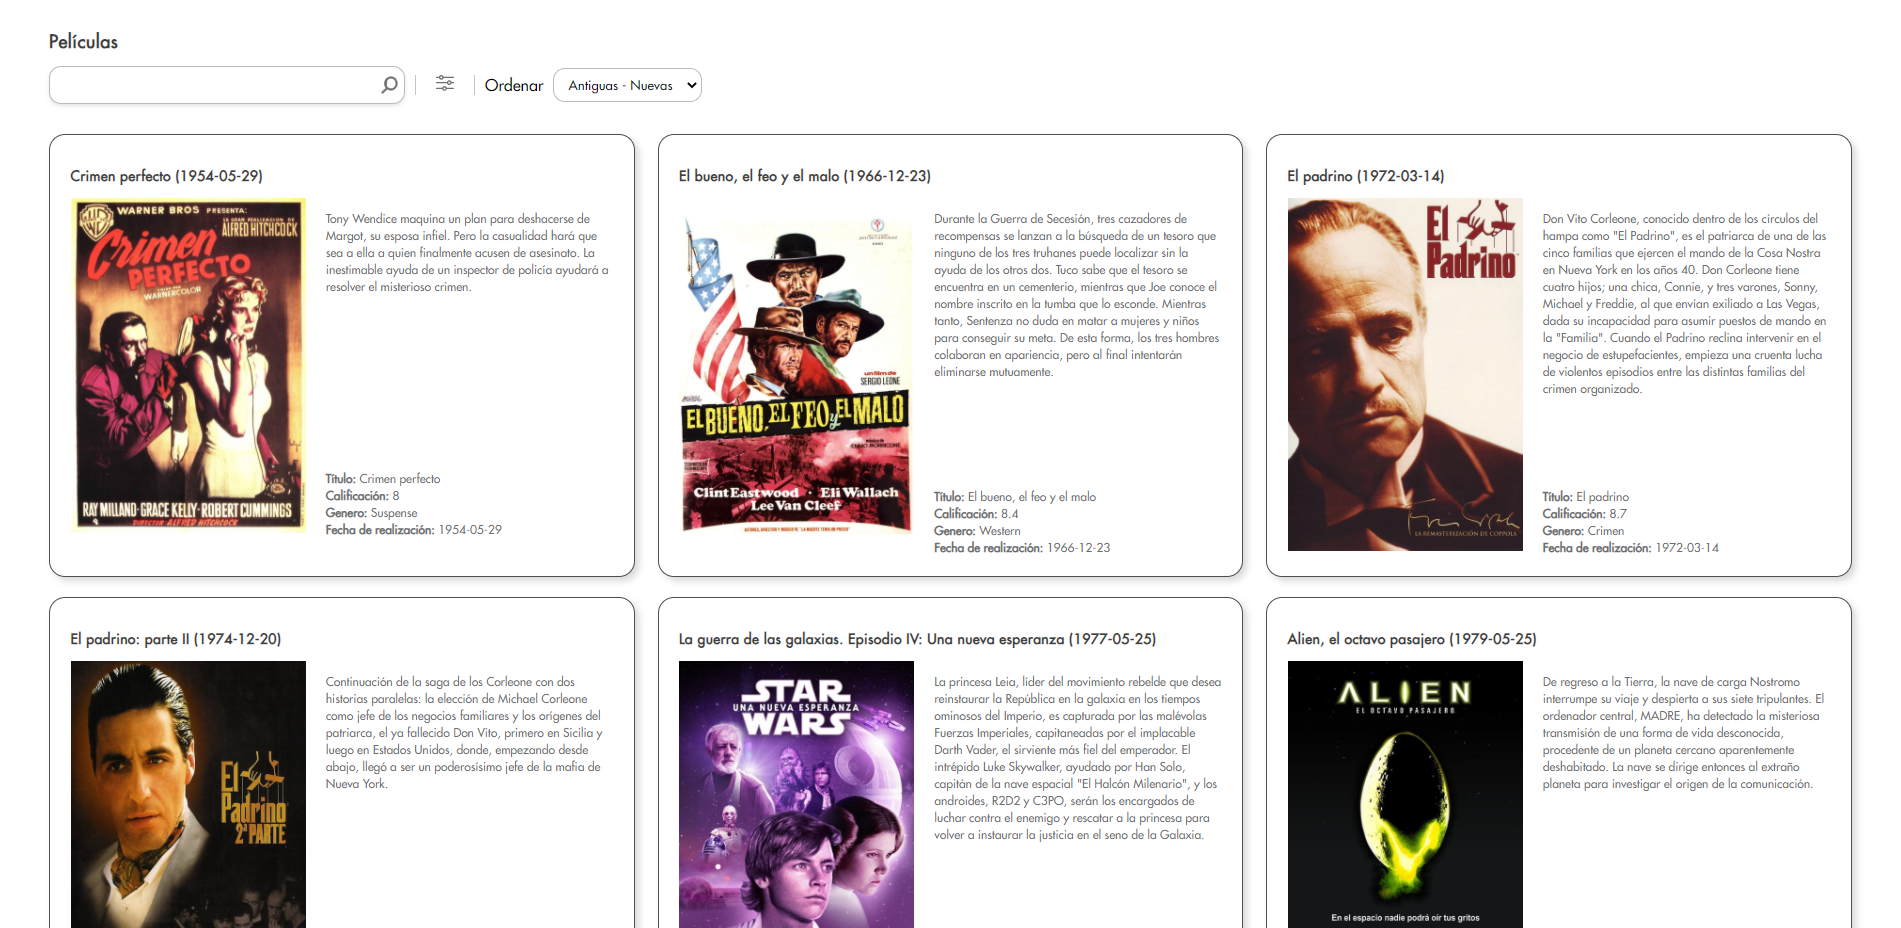 Películas
Ordenar
Antiguas - Nuevas
Crimen perfecto (1954-05-29)
WARNER BROS PRESENTA:
LA GRAN REALIZACION DE
ALFRED HITCHCOCK
Crimen
PERFECTO
WARNERCOLOR
RAY MILLAND·GRACE KELLY·ROBERT CUMMINGS
DIRECTOR: ALFRED HITCHCOCK
Tony Wendice maquina un plan para deshacerse de
Margot, su esposa infiel. Pero la casualidad hará que
sea a ella a quien finalmente acusen de asesinato. La
inestimable ayuda de un inspector de policía ayudará a
resolver el misterioso crimen.
Título: Crimen perfecto
Calificación: 8
Genero: Suspense
Fecha de realización: 1954-05-29
El bueno, el feo y el malo (1966-12-23)
un film de
SERGIO LEONE
EL BUENO, EL FEO y EL MALO
música de
ENNIO MORRICONE
Clint Eastwood · Eli Wallach
Lee Van Cleef
Durante la Guerra de Secesión, tres cazadores de
recompensas se lanzan a la búsqueda de un tesoro que
ninguno de los tres truhanes puede localizar sin la
ayuda de los otros dos. Tuco sabe que el tesoro se
encuentra en un cementerio, mientras que Joe conoce el
nombre inscrito en la tumba que lo esconde. Mientras
tanto, Sentenza no duda en matar a mujeres y niños
para conseguir su meta. De esta forma, los tres hombres
colaboran en apariencia, pero al final intentarán
eliminarse mutuamente.
Título: El bueno, el feo y el malo
Calificación: 8.4
Genero: Western
Fecha de realización: 1966-12-23
El padrino (1972-03-14)
El
Padrino
LA REMASTERIZACIÓN DE COPPOLA
Don Vito Corleone, conocido dentro de los círculos del
hampa como "El Padrino", es el patriarca de una de las
cinco familias que ejercen el mando de la Cosa Nostra
en Nueva York en los años 40. Don Corleone tiene
cuatro hijos; una chica, Connie, y tres varones, Sonny,
Michael y Freddie, al que envían exiliado a Las Vegas,
dada su incapacidad para asumir puestos de mando en
la "Familia". Cuando el Padrino reclina intervenir en el
negocio de estupefacientes, empieza una cruenta lucha
de violentos episodios entre las distintas familias del
crimen organizado.
Título: El padrino
Calificación: 8.7
Genero: Crimen
Fecha de realización: 1972-03-14
El padrino: parte II (1974-12-20)
El
Padrino
2ª PARTE
Continuación de la saga de los Corleone con dos
historias paralelas: la elección de Michael Corleone
como jefe de los negocios familiares y los orígenes del
patriarca, el ya fallecido Don Vito, primero en Sicilia y
luego en Estados Unidos, donde, empezando desde
abajo, llegó a ser un poderosísimo jefe de la mafia de
Nueva York.
La guerra de las galaxias. Episodio IV: Una nueva esperanza (1977-05-25)
STAR
UNA NUEVA ESPERANZA
WARS
La princesa Leia, líder del movimiento rebelde que desea
reinstaurar la República en la galaxia en los tiempos
ominosos del Imperio, es capturada por las malévolas
Fuerzas Imperiales, capitaneadas por el implacable
Darth Vader, el sirviente más fiel del emperador. El
intrépido Luke Skywalker, ayudado por Han Solo,
capitán de la nave espacial "El Halcón Milenario", y los
androides, R2D2 y C3PO, serán los encargados de
luchar contra el enemigo y rescatar a la princesa para
volver a instaurar la justicia en el seno de la Galaxia.
Alien, el octavo pasajero (1979-05-25)
ALIEN
EL OCTAVO PASAJERO
En el espacio nadie podrá oír tus gritos
De regreso a la Tierra, la nave de carga Nostromo
interrumpe su viaje y despierta a sus siete tripulantes. El
ordenador central, MADRE, ha detectado la misteriosa
transmisión de una forma de vida desconocida,
procedente de un planeta cercano aparentemente
deshabitado. La nave se dirige entonces al extraño
planeta para investigar el origen de la comunicación.